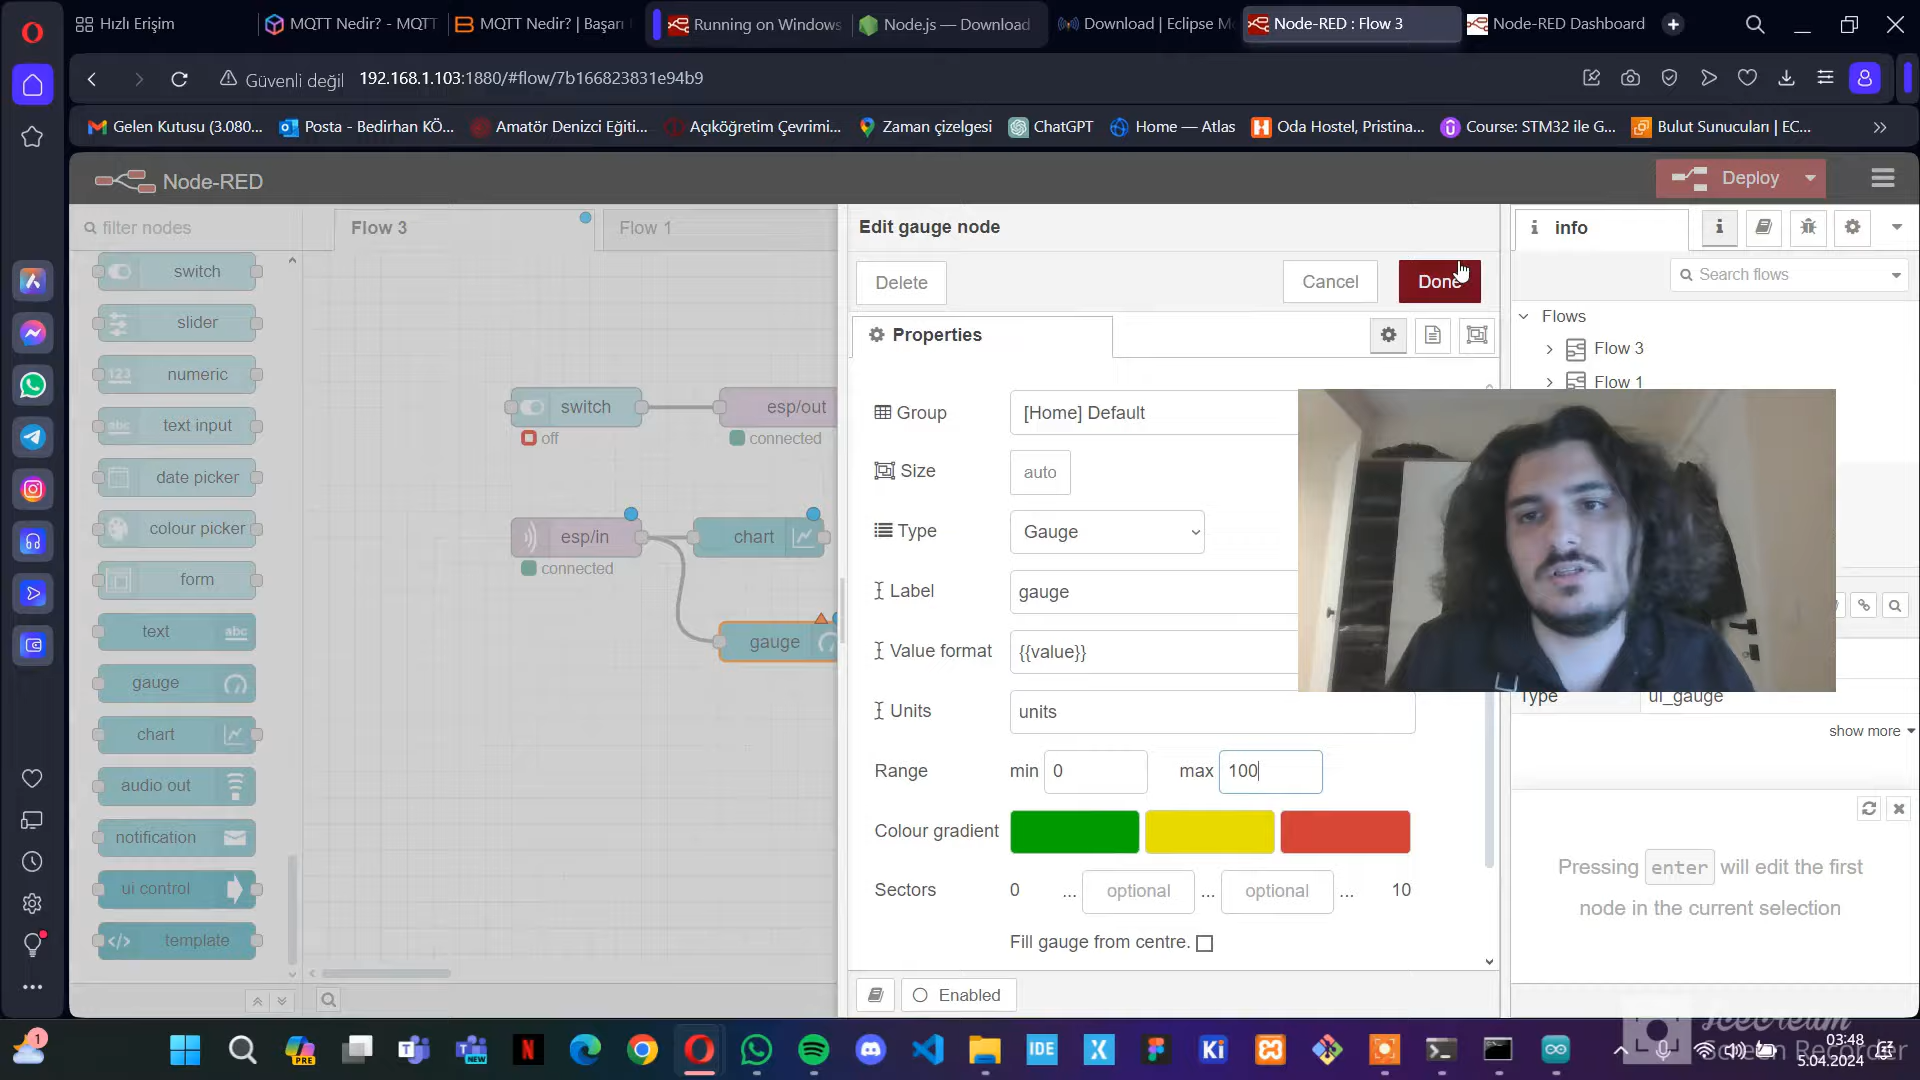 Hızlı Erişim
MQTT Nedir? - MQTT
MQTT Nedir? | Başarı
Running on Windows
Node.js — Download
Download | Eclipse M
Node-RED : Flow 3
Node-RED Dashboard
Güvenli değil
192.168.1.103:1880/#flow/7b166823831e94b9
Gelen Kutusu (3.080...
Posta - Bedirhan KÖ...
Amatör Denizci Eğiti...
Açıköğretim Çevrimi...
Zaman çizelgesi
ChatGPT
Home — Atlas
Oda Hostel, Pristina...
Course: STM32 ile G...
Bulut Sunucuları | EC...
Node-RED
Deploy
filter nodes
Flow 3
Flow 1
switch
slider
numeric
text input
date picker
colour picker
form
text
gauge
chart
audio out
notification
ui control
template
switch
off
esp/out
connected
esp/in
connected
chart
gauge
Edit gauge node
Delete
Cancel
Done
Properties
Group
[Home] Default
Size
auto
Type
Gauge
Label
gauge
Value format
{{value}}
Units
units
Range
min 0
max 100
Colour gradient
Sectors
0 ... optional ... optional ... 10
Fill gauge from centre.
Enabled
info
Search flows
Flows
Flow 3
Flow 1
Type
ui_gauge
show more
Pressing enter will edit the first
node in the current selection
Icecream
Screen Recorder
03:48
5.04.2024